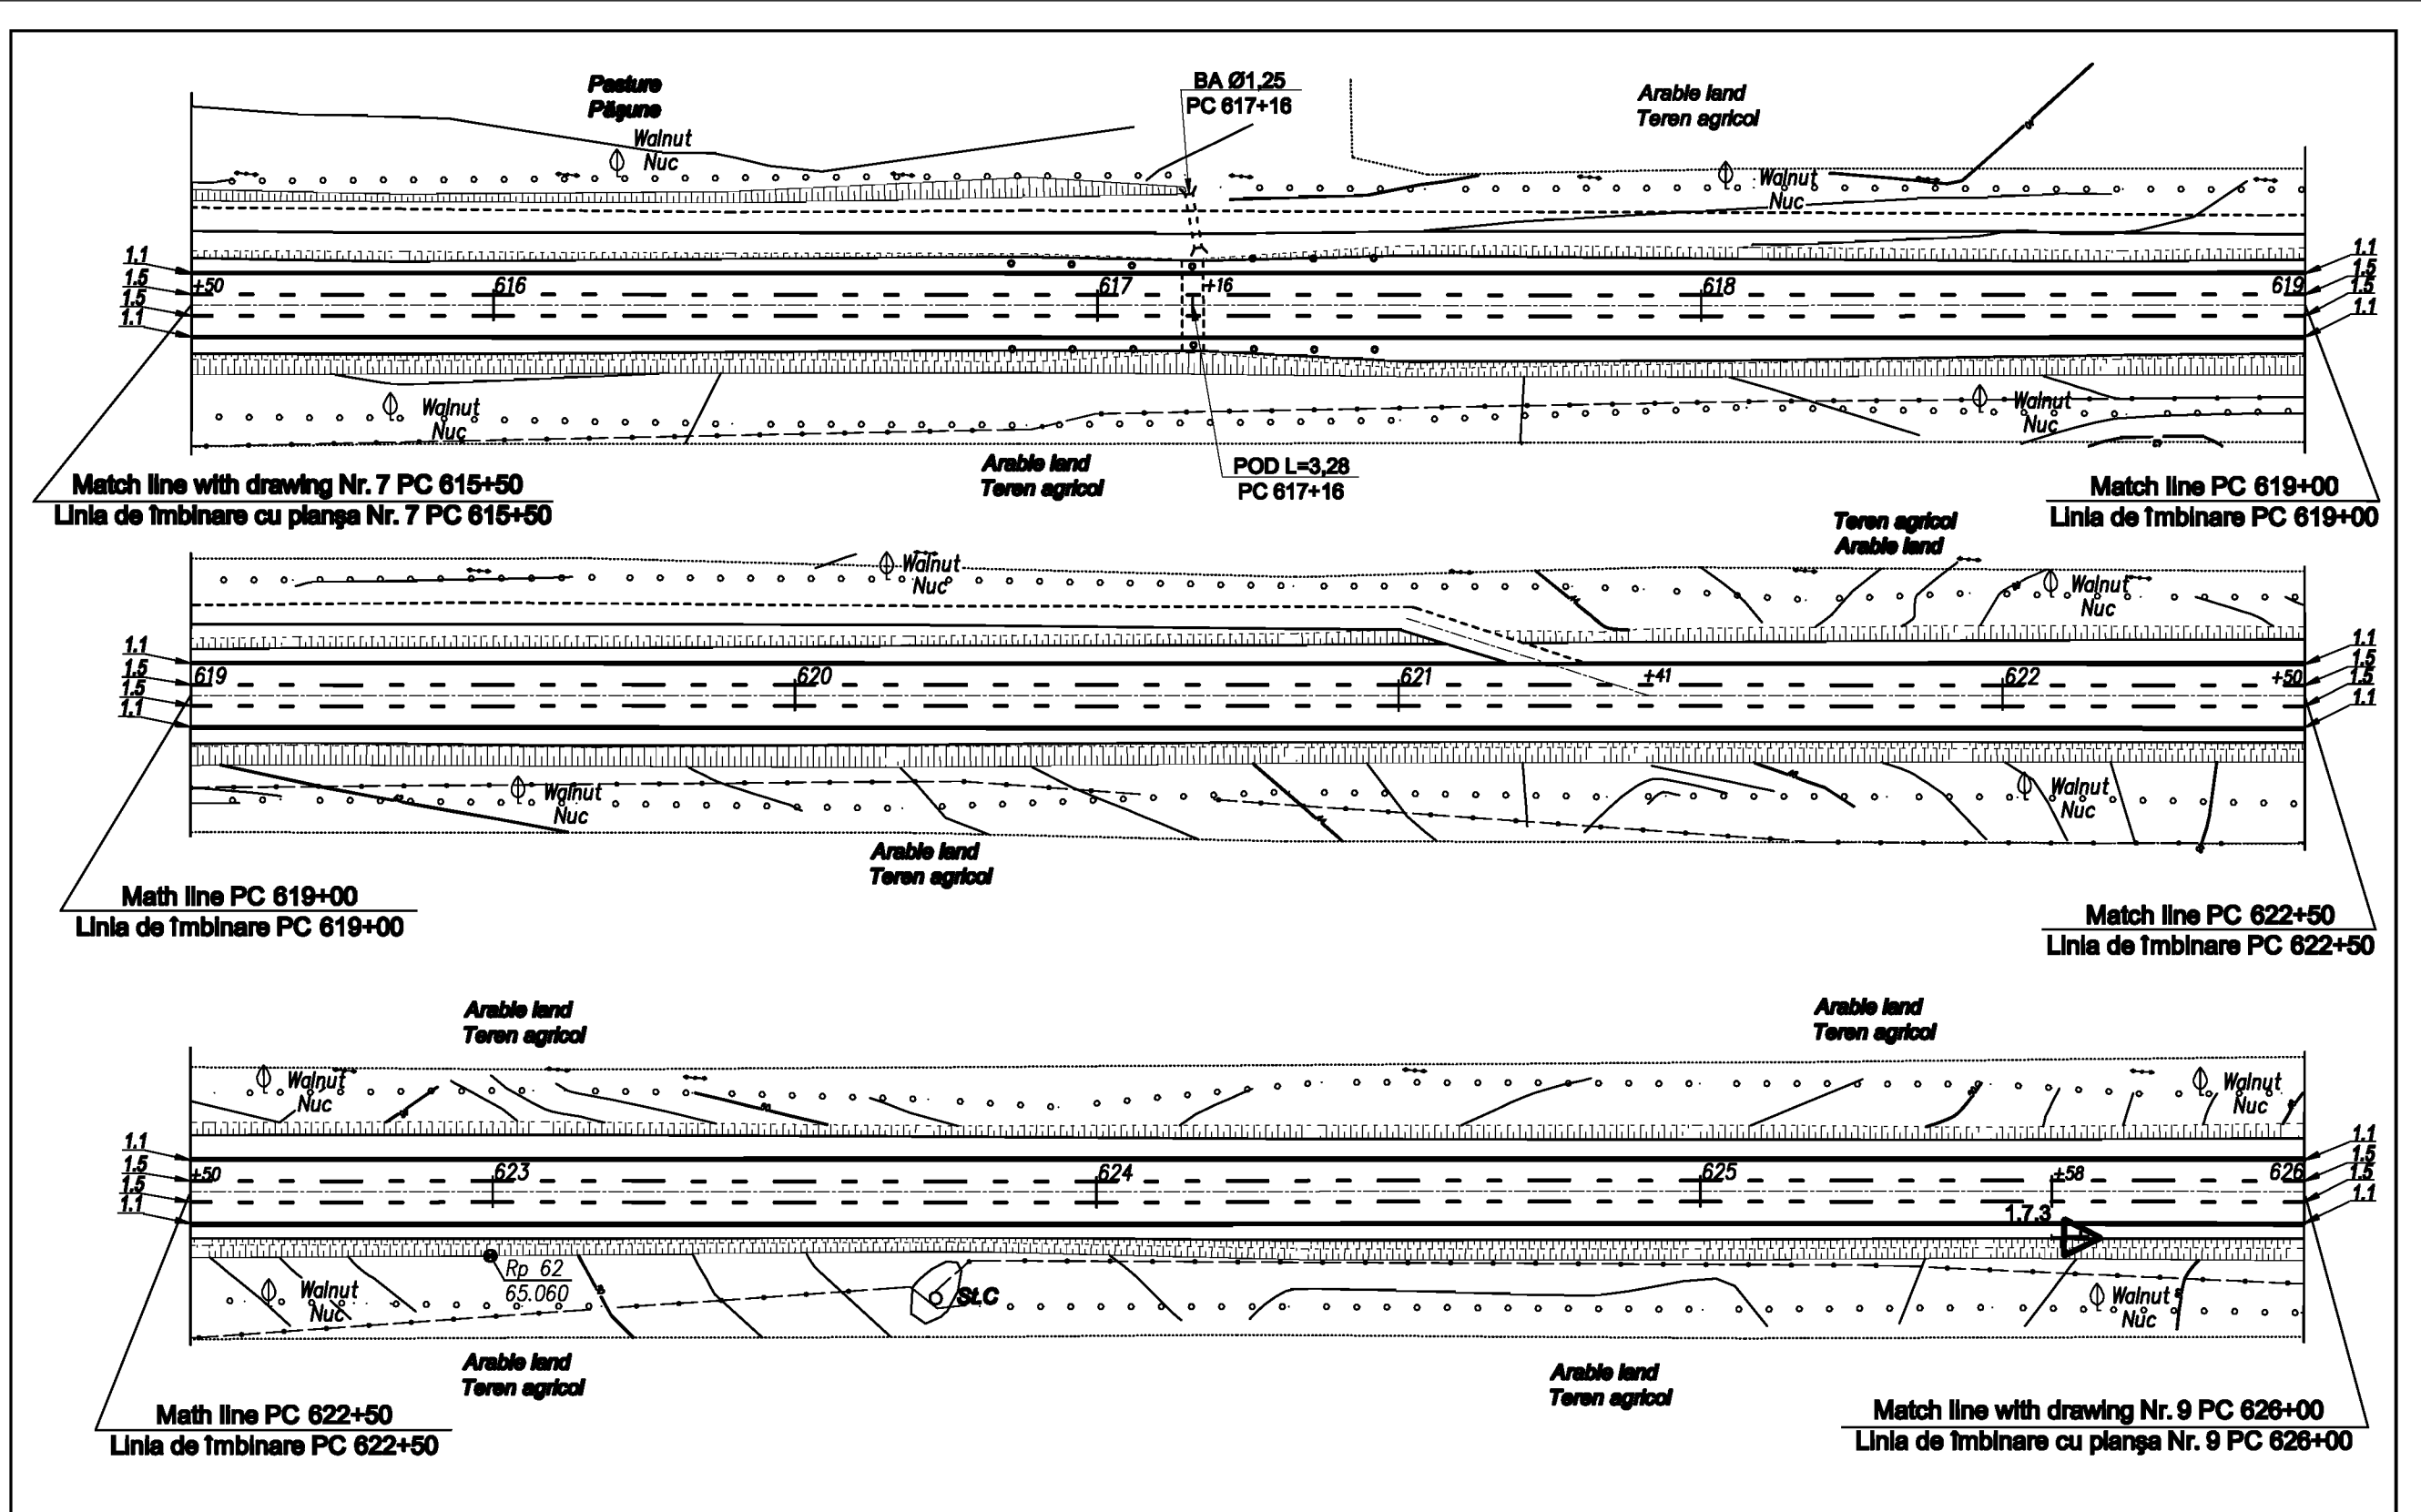 Pasture
Pășune
Walnut
Nuc
BA Ø1,25
PC 617+16
Arable land
Teren agricol
Walnut
Nuc
1.1
1.5
1.5
1.1
+50
616
617
+16
618
619
1.1
1.5
1.5
1.1
Walnut
Nuc
Walnut
Nuc
Arable land
Teren agricol
POD L=3,28
PC 617+16
Match line with drawing Nr. 7 PC 615+50
Linia de îmbinare cu planșa Nr. 7 PC 615+50
Match line PC 619+00
Linia de îmbinare PC 619+00
Teren agricol
Arable land
Walnut
Nuc
Walnut
Nuc
1.1
1.5
1.5
1.1
619
620
621
+41
622
+50
1.1
1.5
1.5
1.1
Walnut
Nuc
Walnut
Nuc
Arable land
Teren agricol
Math line PC 619+00
Linia de îmbinare PC 619+00
Match line PC 622+50
Linia de îmbinare PC 622+50
Arable land
Teren agricol
Arable land
Teren agricol
Walnut
Nuc
Walnut
Nuc
1.1
1.5
1.5
1.1
+50
623
624
625
+58
626
1.1
1.5
1.5
1.1
1.7.3
Rp 62
65.060
Walnut
Nuc
St.C
Walnut
Nuc
Arable land
Teren agricol
Arable land
Teren agricol
Math line PC 622+50
Linia de îmbinare PC 622+50
Match line with drawing Nr. 9 PC 626+00
Linia de îmbinare cu planșa Nr. 9 PC 626+00